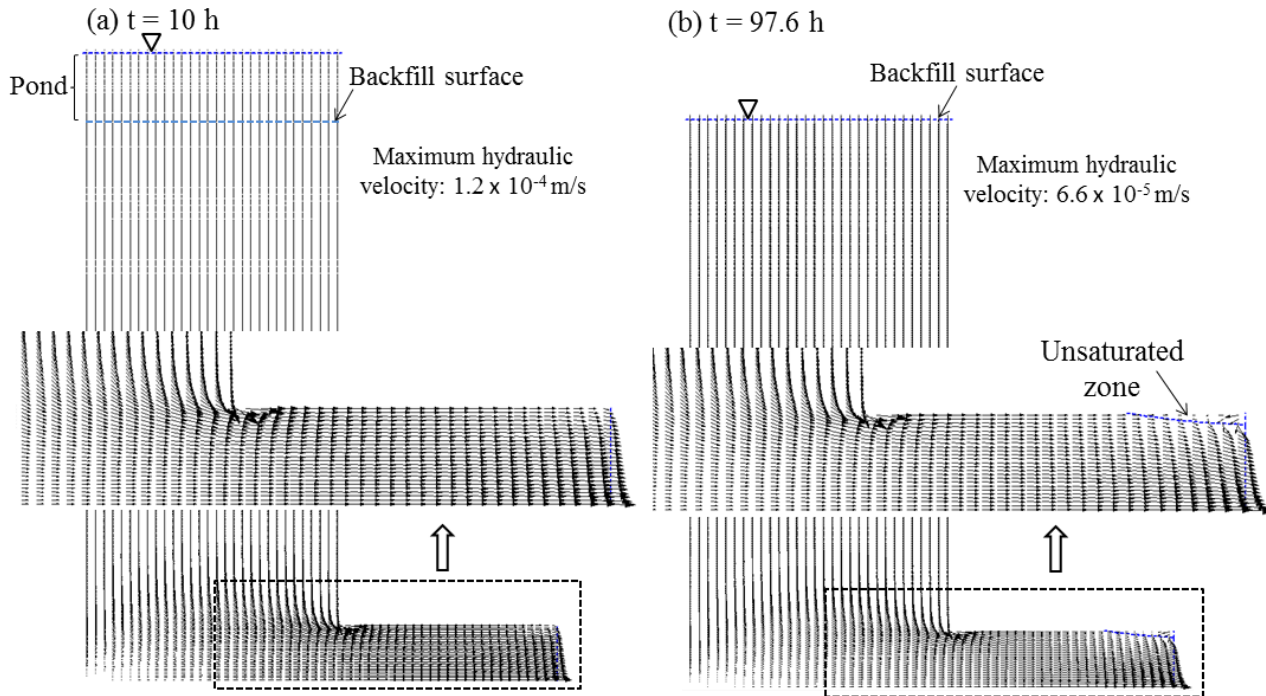 (a) t = 10 h
Pond
Backfill surface
Maximum hydraulic
velocity: 1.2 x 10⁻⁴ m/s
(b) t = 97.6 h
Backfill surface
Maximum hydraulic
velocity: 6.6 x 10⁻⁵ m/s
Unsaturated
zone